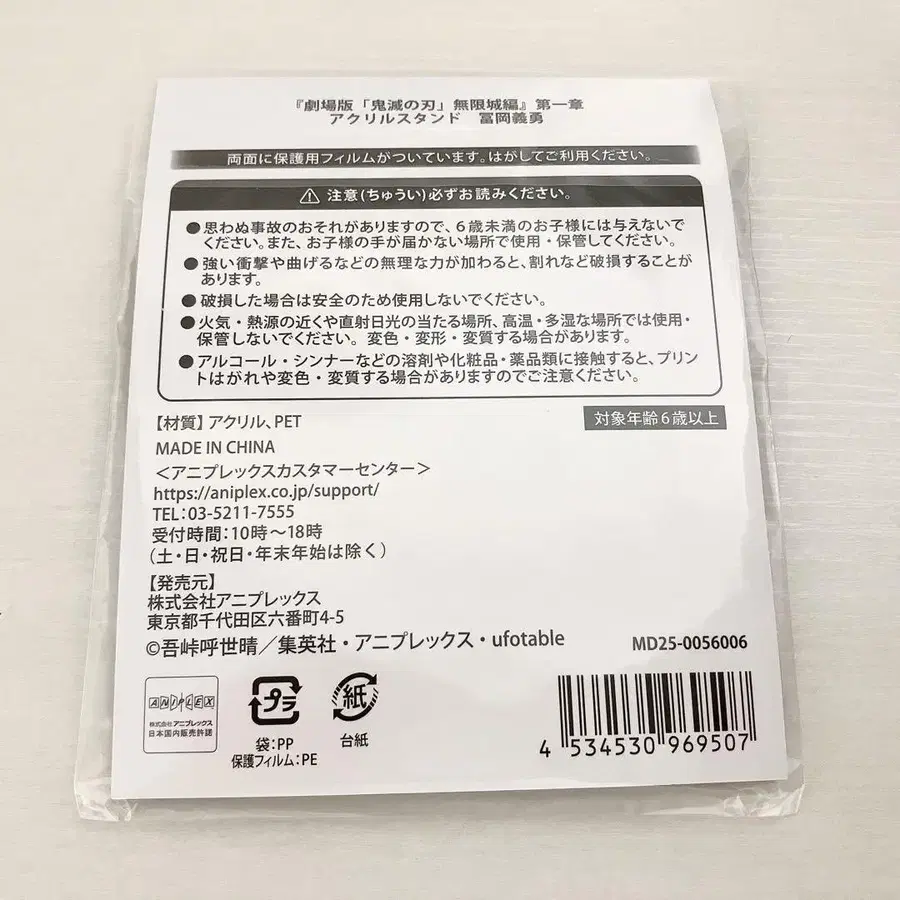 『劇場版「鬼滅の刃」無限城編』第一章
アクリルスタンド　冨岡義勇
両面に保護用フィルムがついています。はがしてご利用ください。
⚠ 注意(ちゅうい)必ずお読みください。
●思わぬ事故のおそれがありますので、６歳未満のお子様には与えないで
ください。また、お子様の手が届かない場所で使用・保管してください。
●強い衝撃や曲げるなどの無理な力が加わると、割れなど破損することが
あります。
●破損した場合は安全のため使用しないでください。
●火気・熱源の近くや直射日光の当たる場所、高温・多湿な場所では使用・
保管しないでください。変色・変形・変質する場合があります。
●アルコール・シンナーなどの溶剤や化粧品・薬品類に接触すると、プリン
トはがれや変色・変質する場合がありますのでご注意ください。
【材質】アクリル、PET
対象年齢６歳以上
MADE IN CHINA
＜アニプレックスカスタマーセンター＞
https://aniplex.co.jp/support/
TEL:03-5211-7555
受付時間:10時～18時
(土・日・祝日・年末年始は除く)
【発売元】
株式会社アニプレックス
東京都千代田区六番町4-5
©吾峠呼世晴／集英社・アニプレックス・ufotable
MD25-0056006
ANIPLEX
株式会社アニプレックス
日本国内販売許諾
プラ
袋:PP
保護フィルム:PE
紙
台紙
4 534530 969507